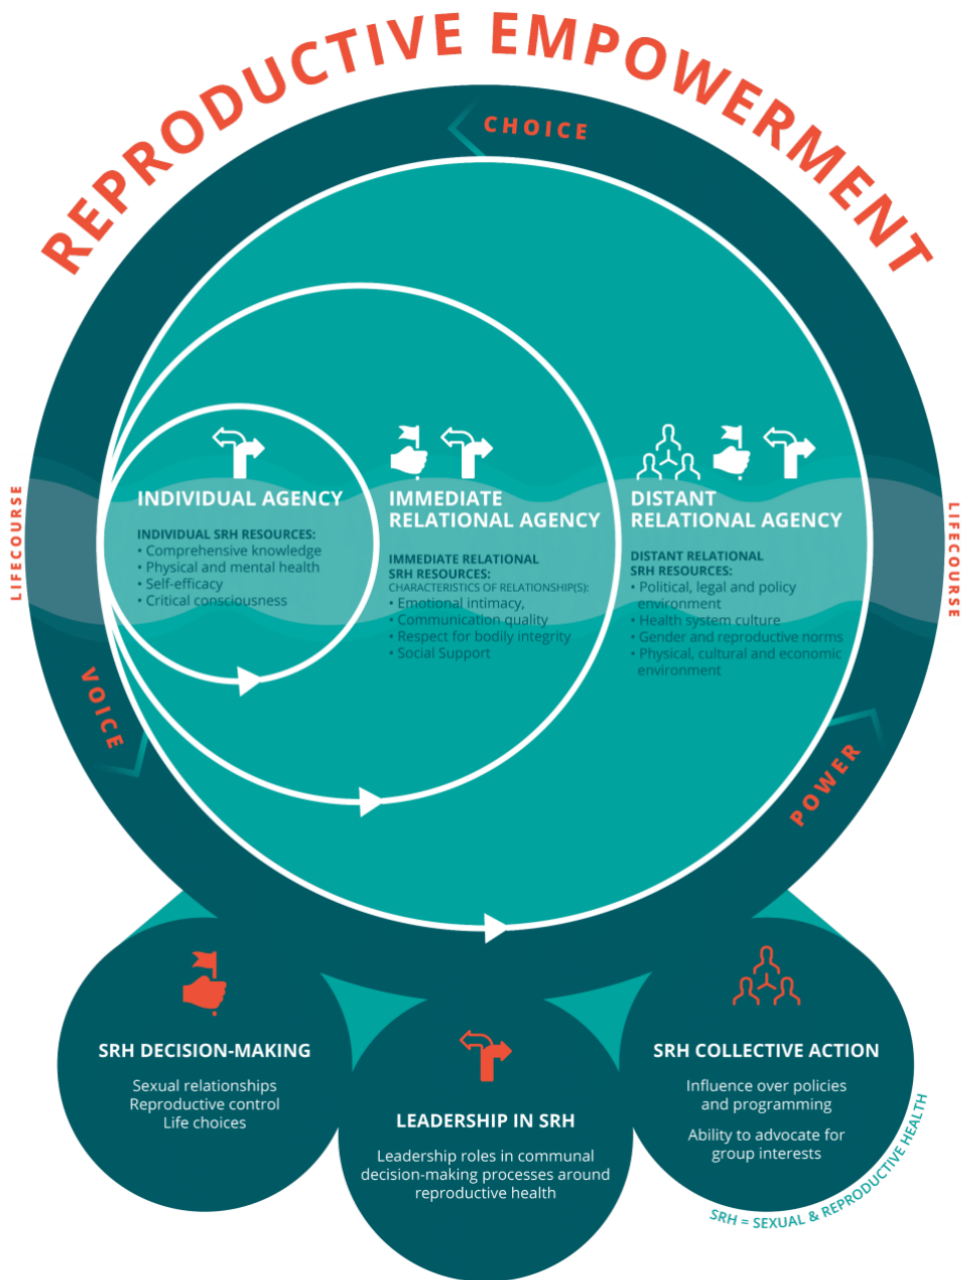 REPRODUCTIVE EMPOWERMENT
CHOICE
LIFECOURSE
INDIVIDUAL AGENCY
INDIVIDUAL SRH RESOURCES:
• Comprehensive knowledge
• Physical and mental health
• Self-efficacy
• Critical consciousness
IMMEDIATE
RELATIONAL AGENCY
IMMEDIATE RELATIONAL
SRH RESOURCES:
CHARACTERISTICS OF RELATIONSHIP(S):
• Emotional intimacy,
• Communication quality
• Respect for bodily integrity
• Social Support
DISTANT
RELATIONAL AGENCY
DISTANT RELATIONAL
SRH RESOURCES:
• Political, legal and policy
environment
• Health system culture
• Gender and reproductive norms
• Physical, cultural and economic
environment
LIFECOURSE
VOICE
POWER
SRH DECISION-MAKING
Sexual relationships
Reproductive control
Life choices
LEADERSHIP IN SRH
Leadership roles in communal
decision-making processes around
reproductive health
SRH COLLECTIVE ACTION
Influence over policies
and programming
Ability to advocate for
group interests
SRH = SEXUAL & REPRODUCTIVE HEALTH